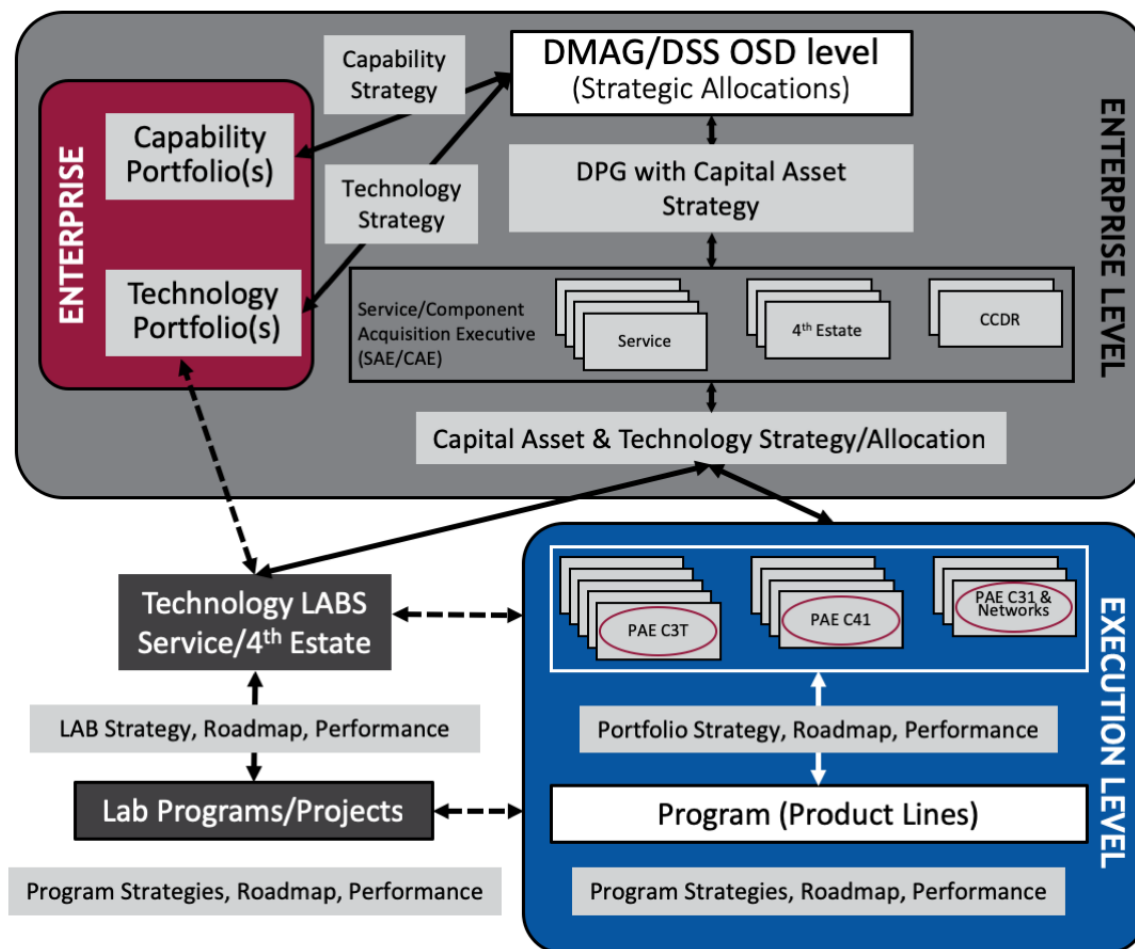 DMAG/DSS OSD level
(Strategic Allocations)
Capability
Strategy
ENTERPRISE
Capability
Portfolio(s)
Technology
Strategy
DPG with Capital Asset
Strategy
ENTERPRISE LEVEL
Technology
Portfolio(s)
Service/Component
Acquisition Executive
(SAE/CAE)
Service
4th Estate
CCDR
Capital Asset & Technology Strategy/Allocation
Technology LABS
Service/4th Estate
PAE C3T
PAE C41
PAE C31 &
Networks
EXECUTION LEVEL
LAB Strategy, Roadmap, Performance
Portfolio Strategy, Roadmap, Performance
Lab Programs/Projects
Program (Product Lines)
Program Strategies, Roadmap, Performance
Program Strategies, Roadmap, Performance